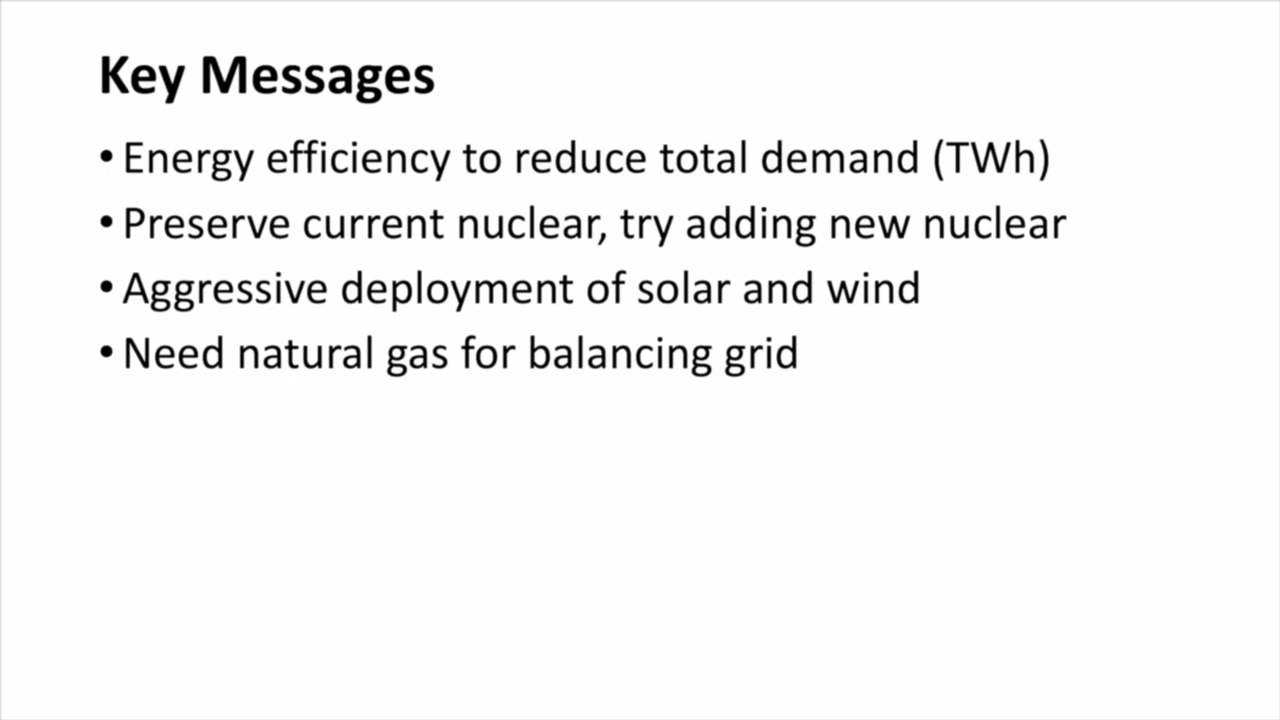 Key Messages
• Energy efficiency to reduce total demand (TWh)
• Preserve current nuclear, try adding new nuclear
• Aggressive deployment of solar and wind
• Need natural gas for balancing grid